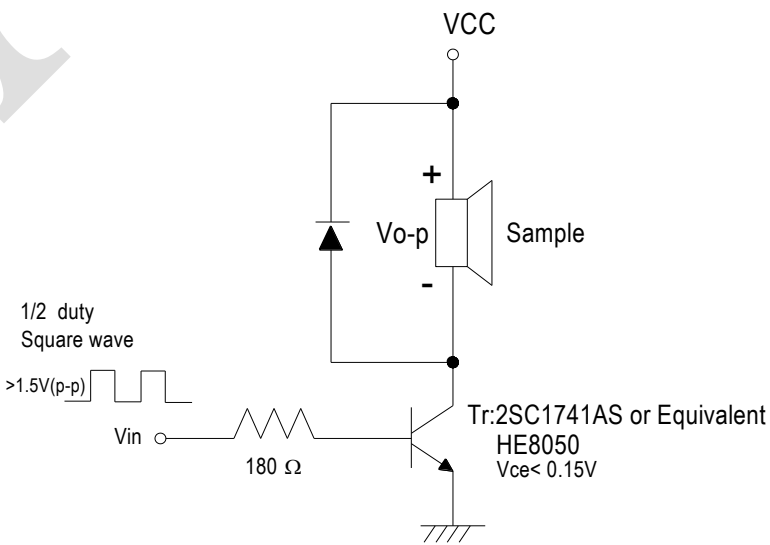 VCC
+
Vo-p
Sample
-
1/2 duty
Square wave
>1.5V(p-p)
Vin
180 Ω
Tr:2SC1741AS or Equivalent
HE8050
Vce< 0.15V